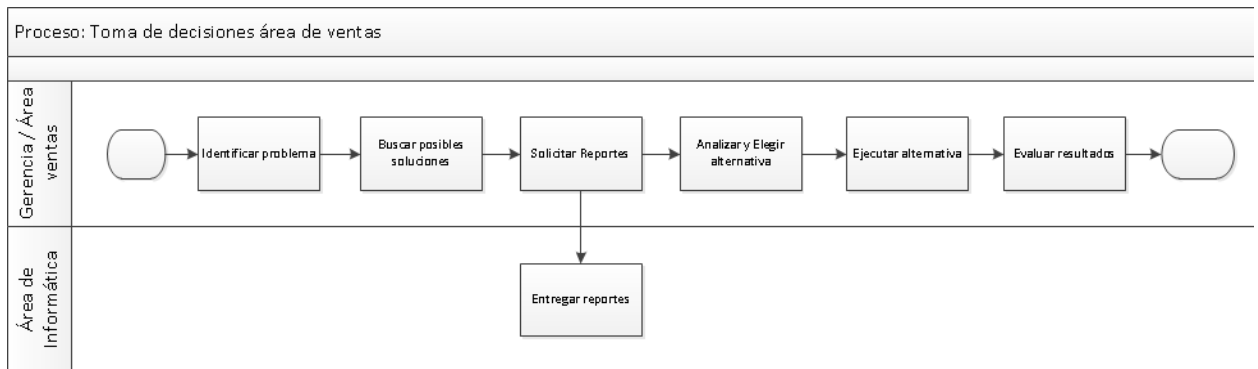 Proceso: Toma de decisiones área de ventas
Gerencia / Área
ventas
Identificar problema
Buscar posibles
soluciones
Solicitar Reportes
Analizar y Elegir
alternativa
Ejecutar alternativa
Evaluar resultados
Área de
Informática
Entregar reportes